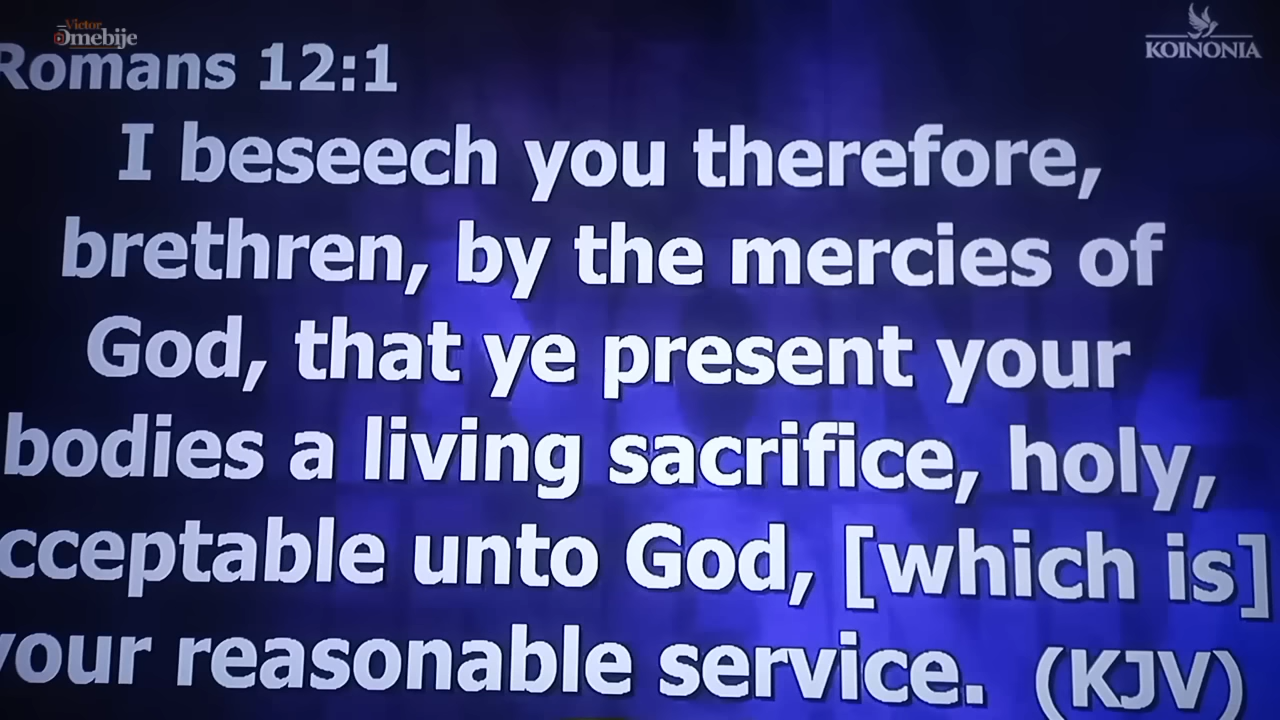 Victor
Omebije
KOINONIA
Romans 12:1
I beseech you therefore,
brethren, by the mercies of
God, that ye present your
bodies a living sacrifice, holy,
cceptable unto God, [which is]
your reasonable service. (KJV)